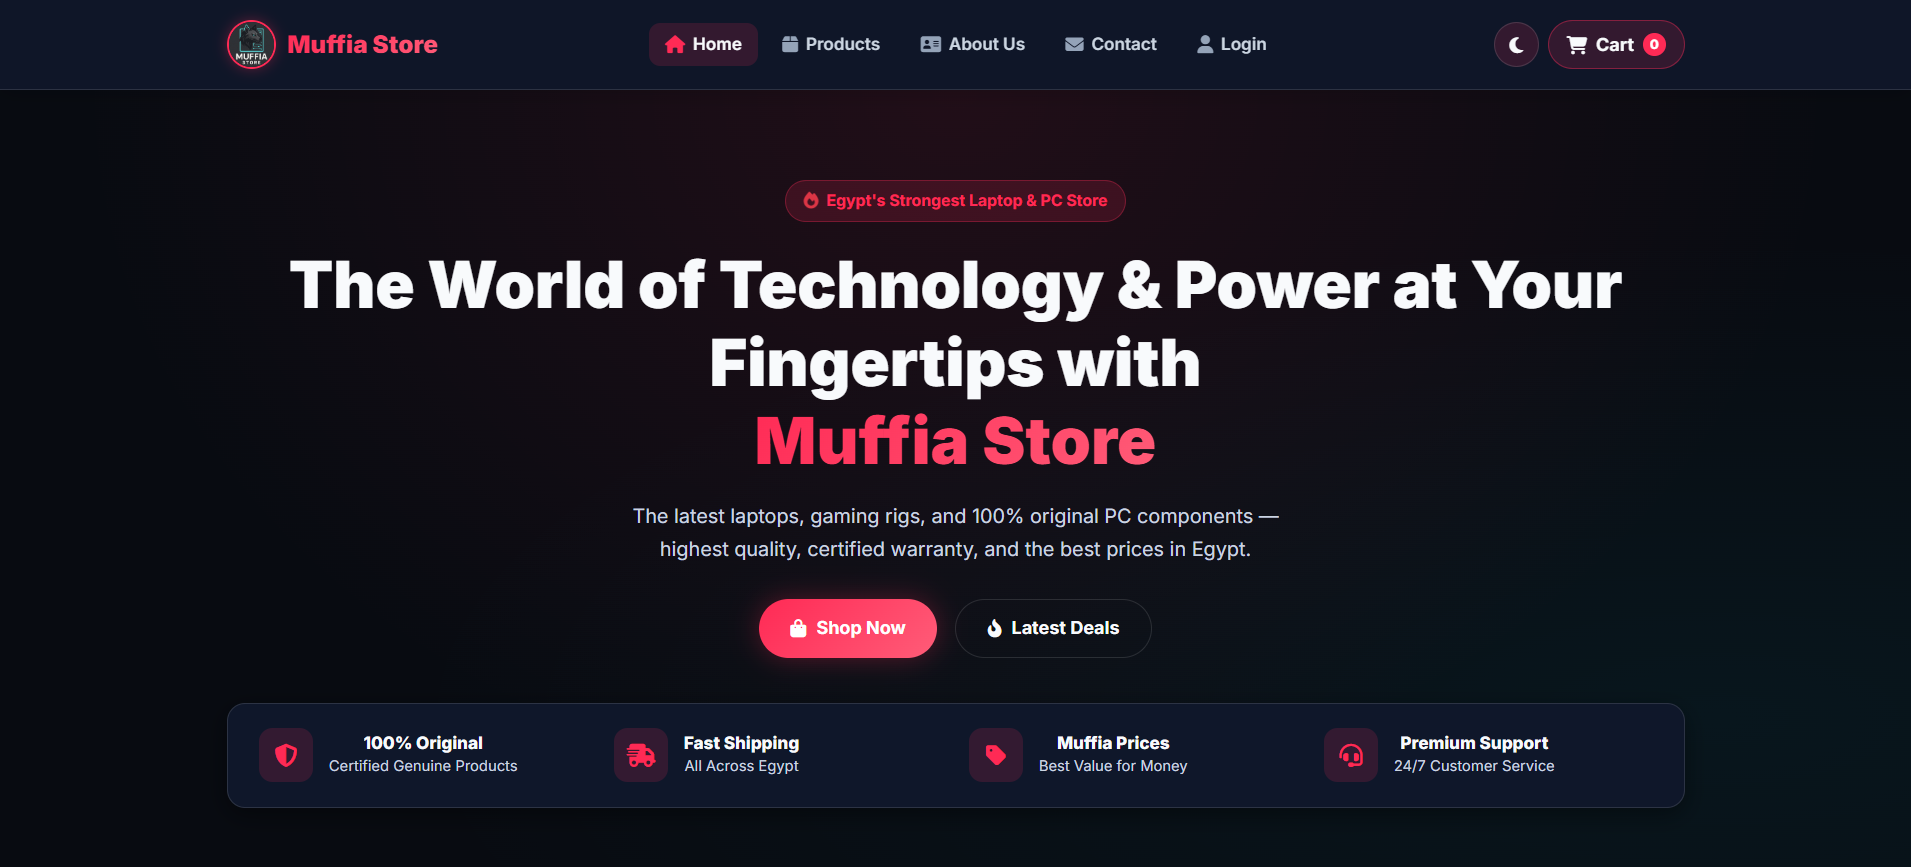 MUFFIA
STORE
Muffia Store
Home
Products
About Us
Contact
Login
Cart 0
Egypt's Strongest Laptop & PC Store
The World of Technology & Power at Your
Fingertips with
Muffia Store
The latest laptops, gaming rigs, and 100% original PC components —
highest quality, certified warranty, and the best prices in Egypt.
Shop Now
Latest Deals
100% Original
Certified Genuine Products
Fast Shipping
All Across Egypt
Muffia Prices
Best Value for Money
Premium Support
24/7 Customer Service